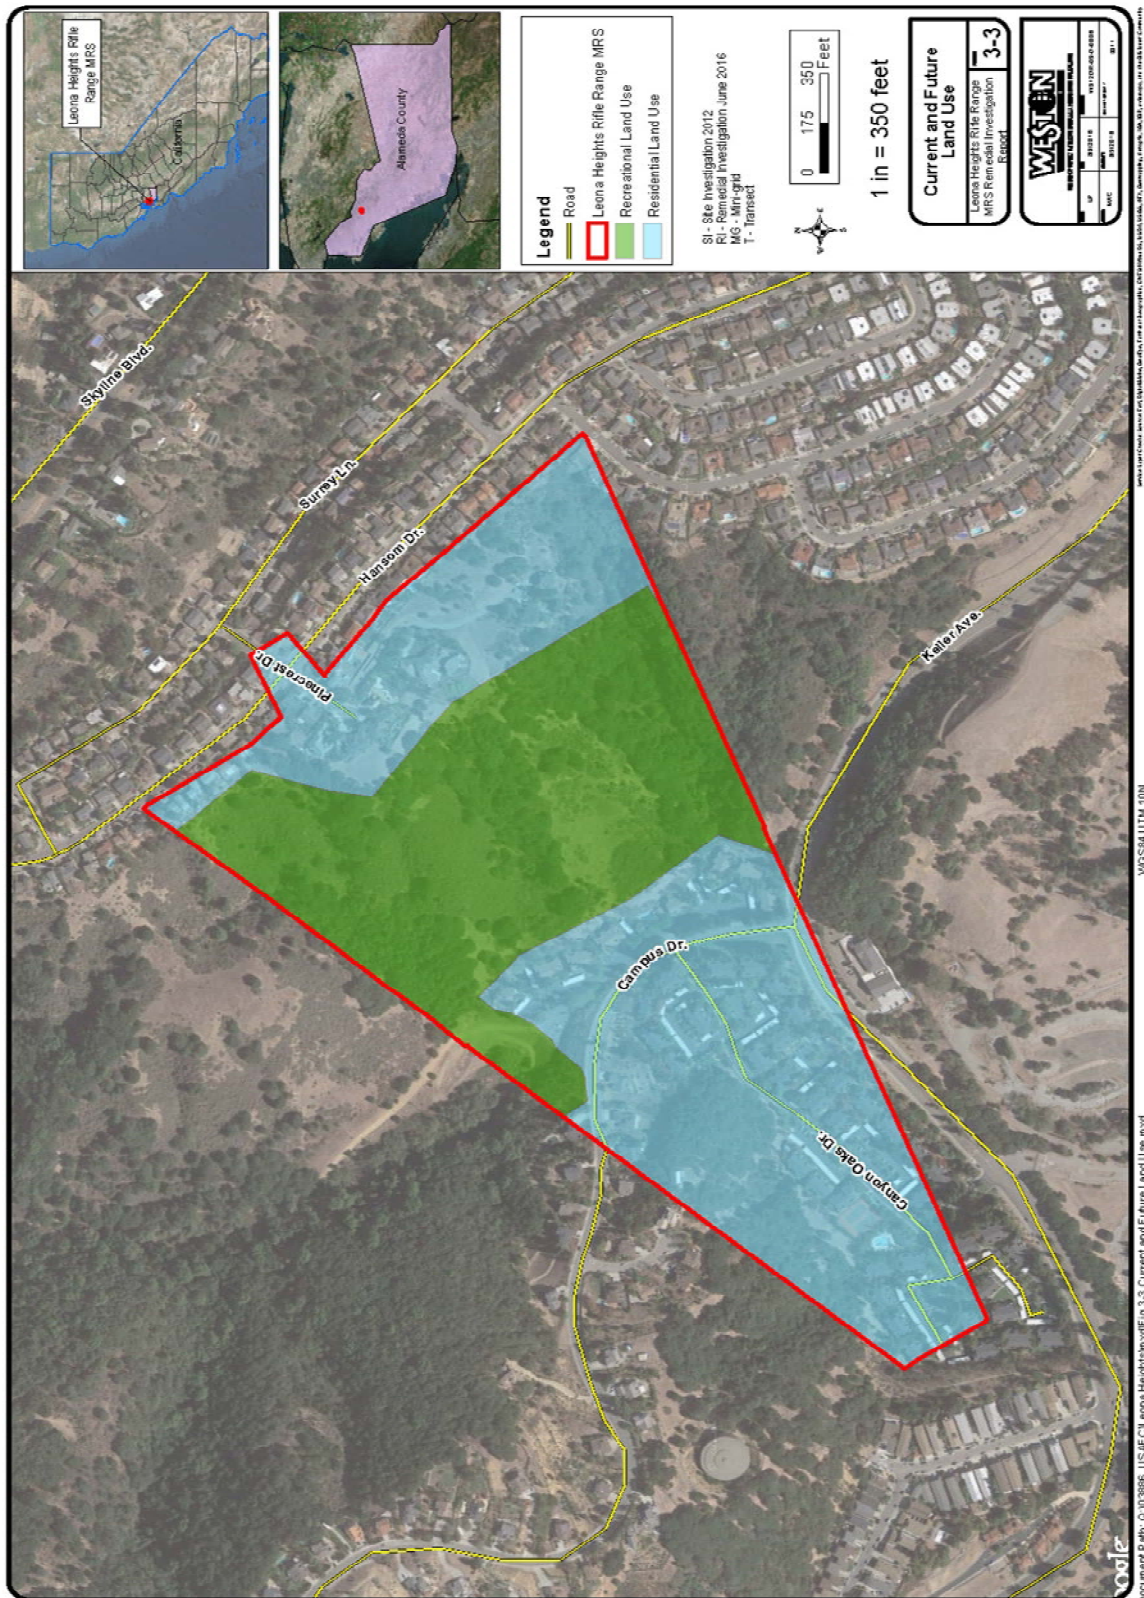 Leona Heights Rifle
Range MRS
California
Alameda County
Legend
Road
Leona Heights Rifle Range MRS
Recreational Land Use
Residential Land Use
SI - Site Investigation 2012
RI - Remedial Investigation June 2016
MG - Mini-grid
T - Transect
0 175 350
Feet
1 in = 350 feet
Current and Future
Land Use
Leona Heights Rifle Range
MRS Remedial Investigation
Report
3-3
WESTON
Skyline Blvd.
Surrey Ln.
Hansom Dr.
Pinecrest Dr.
Keller Ave.
Campus Dr.
Canyon Oaks Dr.
WGS84 UTM 10N